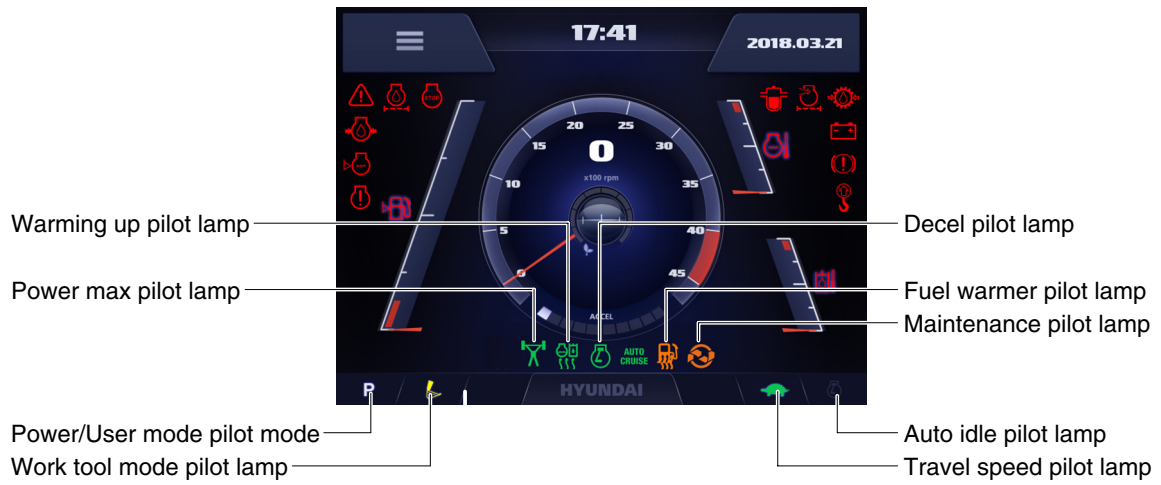 17:41
2018.03.21
STOP
20
25
15
30
0
x100 rpm
10
35
Warming up pilot lamp
Decel pilot lamp
5
40
Power max pilot lamp
0
45
Fuel warmer pilot lamp
ACCEL
Maintenance pilot lamp
AUTO
CRUISE
P
HYUNDAI
Power/User mode pilot mode
Auto idle pilot lamp
Work tool mode pilot lamp
Travel speed pilot lamp